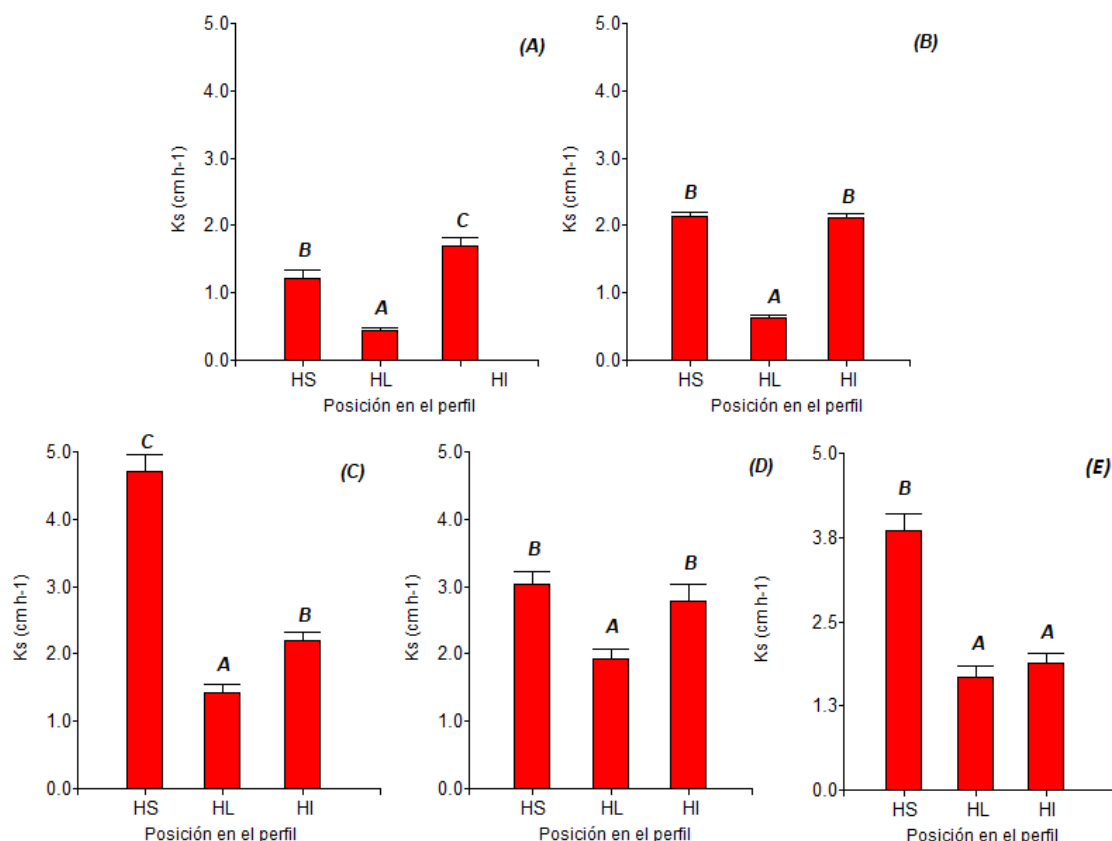 (A)
Ks (cm h-1)
5.0
4.0
3.0
2.0
1.0
0.0
B
A
C
HS HL HI
Posición en el perfil
(B)
Ks (cm h-1)
5.0
4.0
3.0
2.0
1.0
0.0
B
A
B
HS HL HI
Posición en el perfil
(C)
Ks (cm h-1)
5.0
4.0
3.0
2.0
1.0
0.0
C
A
B
HS HL HI
Posición en el perfil
(D)
Ks (cm h-1)
5.0
4.0
3.0
2.0
1.0
0.0
B
A
B
HS HL HI
Posición en el perfil
(E)
Ks (cm h-1)
5.0
3.8
2.5
1.3
0.0
B
A
A
HS HL HI
Posición en el perfil